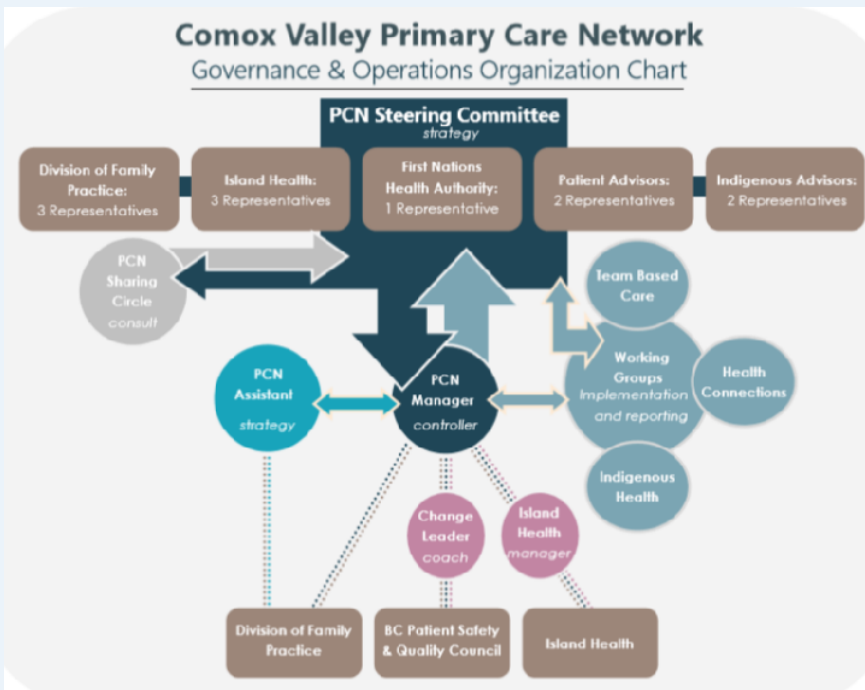 Comox Valley Primary Care Network
Governance & Operations Organization Chart
PCN Steering Committee
strategy
Division of Family
Practice:
3 Representatives
Island Health:
3 Representatives
First Nations
Health Authority:
1 Representative
Patient Advisors:
2 Representatives
Indigenous Advisors:
2 Representatives
PCN
Sharing
Circle
consult
Team Based
Care
PCN
Assistant
strategy
PCN
Manager
controller
Working
Groups
Implementation
and reporting
Health
Connections
Indigenous
Health
Change
Leader
coach
Island
Health
manager
Division of Family
Practice
BC Patient Safety
& Quality Council
Island Health